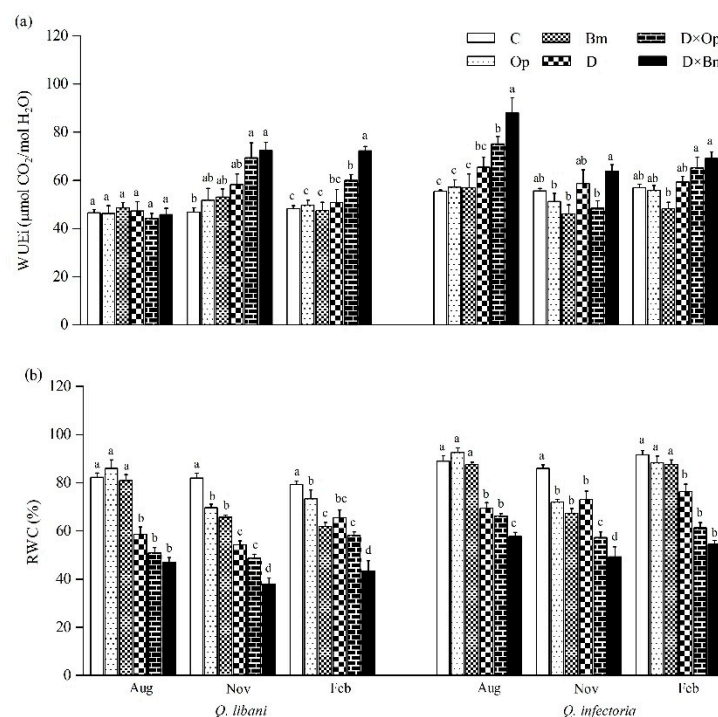 (a)
C Bm D×Op
Op D D×Bn
WUEi (μmol CO₂/mol H₂O)
120
100
80
60
40
20
0
a a a a a a
b ab ab ab a a
c c c bc b a
c c c bc b a
ab b b ab b a
ab ab b ab a a
(b)
RWC (%)
120
100
80
60
40
20
0
a a a b b b
a b b c c d
a b c bc c d
a a a b b c
a b b b c c
a a a b b b
Aug Nov Feb Aug Nov Feb
Q. libani Q. infectoria